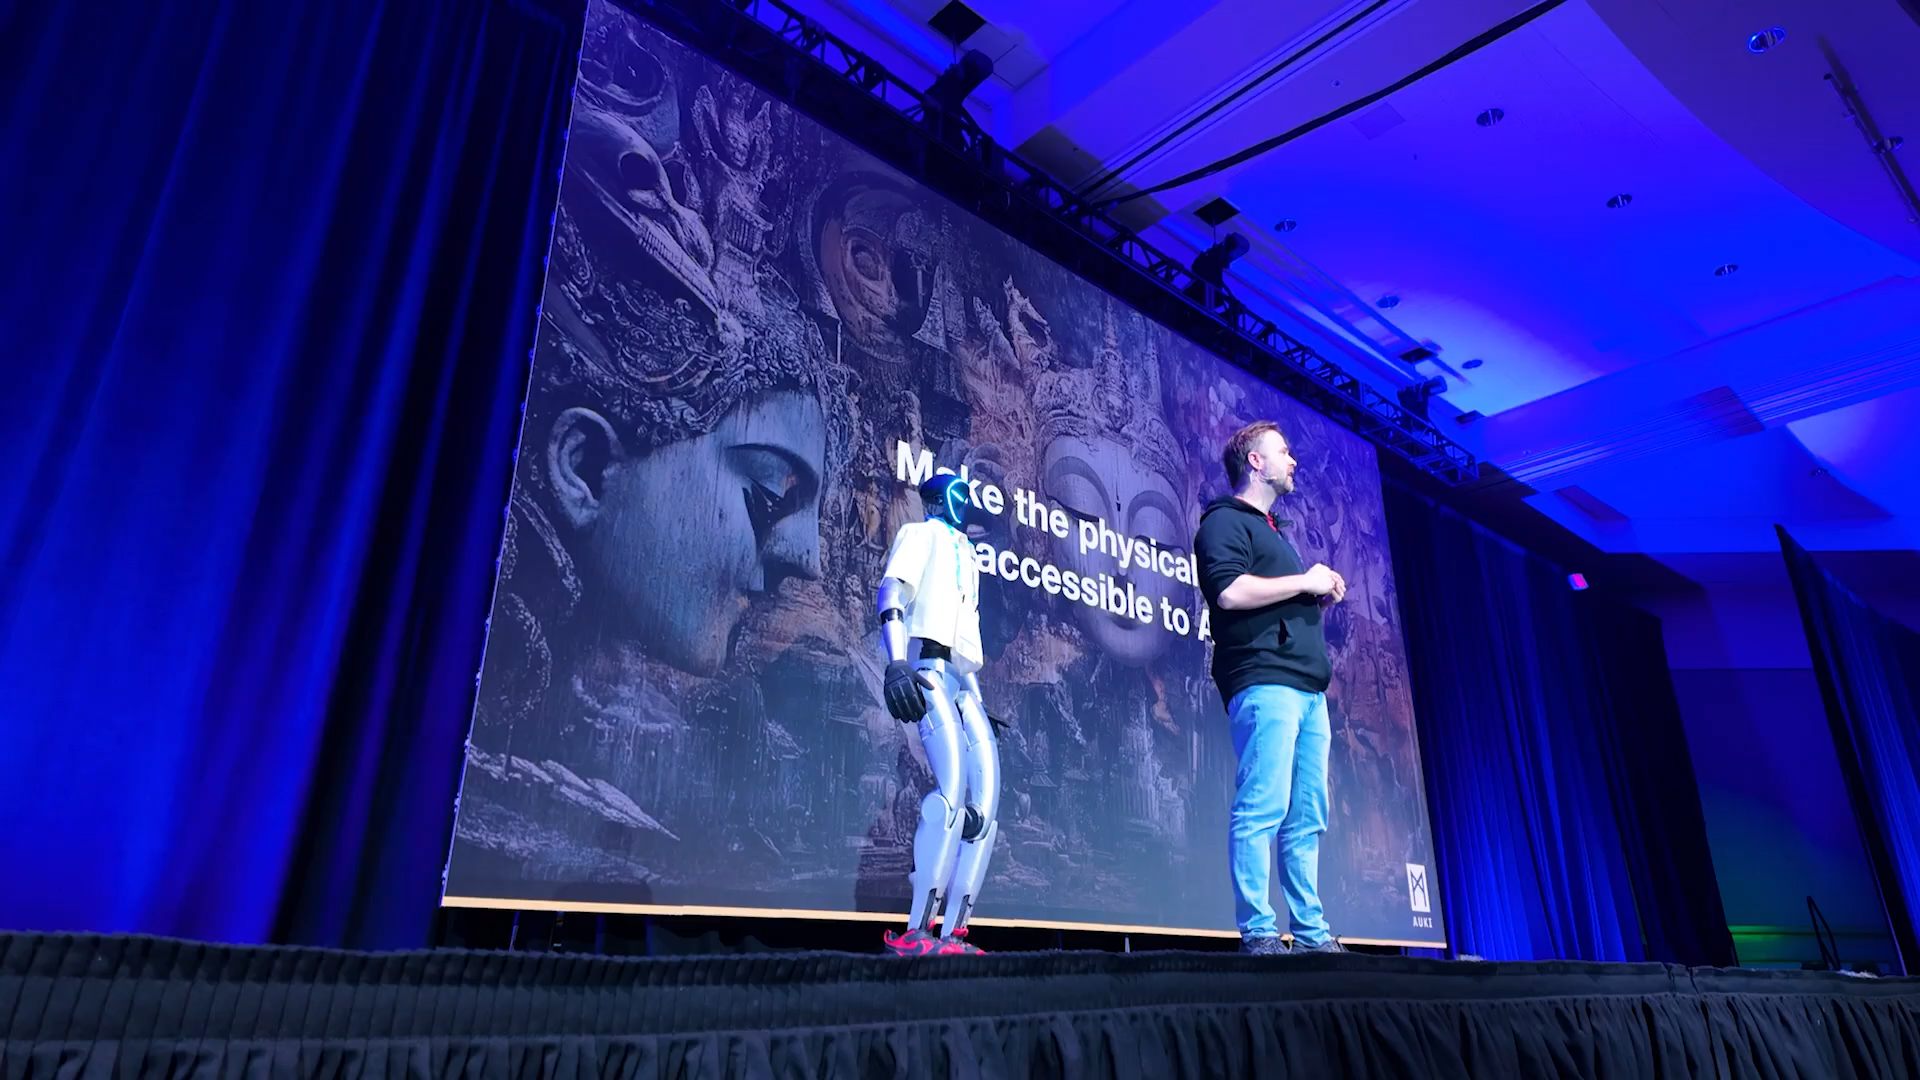 Make the physical
accessible to A
AUKI